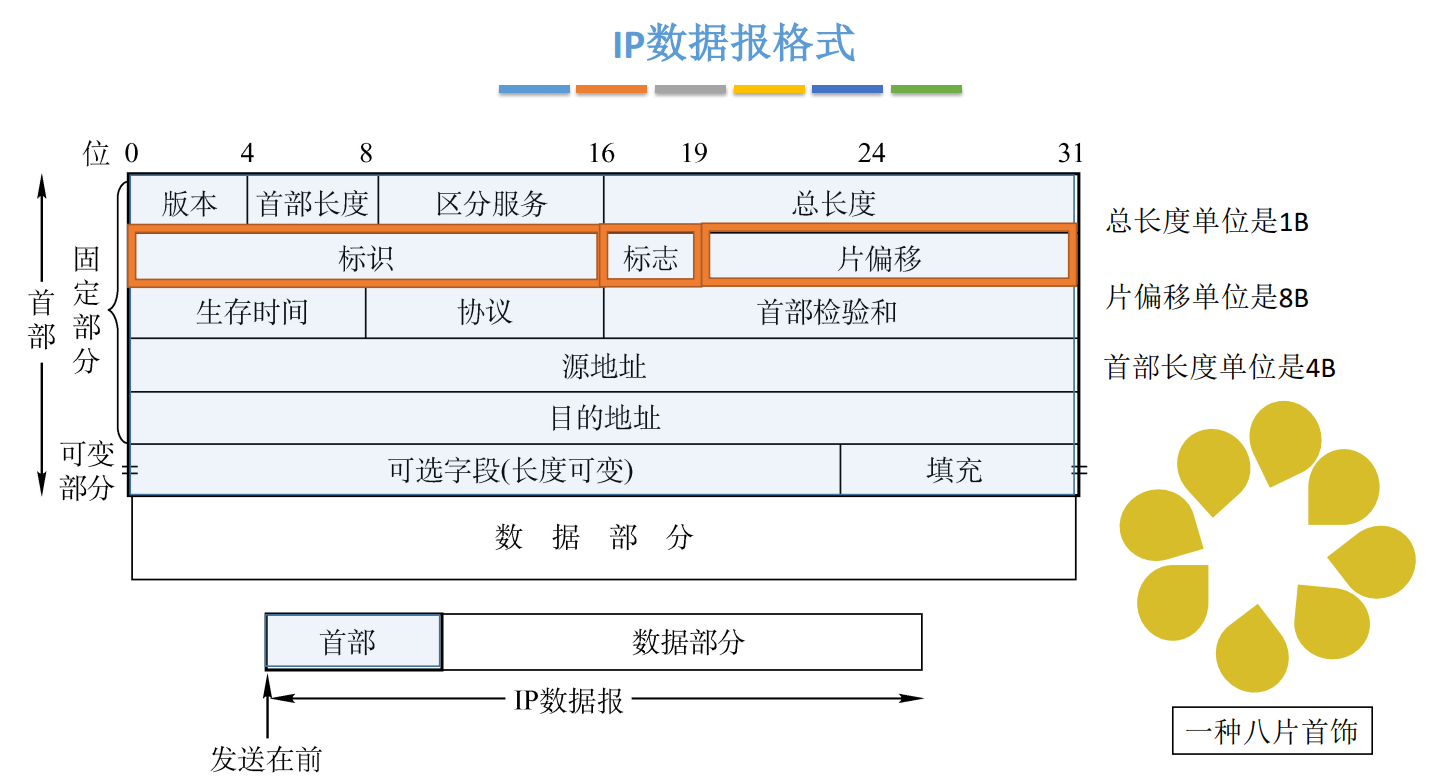 IP数据报格式
位 0 4 8 16 19 24 31
版本 首部长度 区分服务 总长度
标识 标志 片偏移
生存时间 协议 首部检验和
源地址
目的地址
可选字段(长度可变) 填充
数据部分
首部
固定部分
可变部分
总长度单位是1B
片偏移单位是8B
首部长度单位是4B
首部 数据部分
IP数据报
发送在前
一种八片首饰